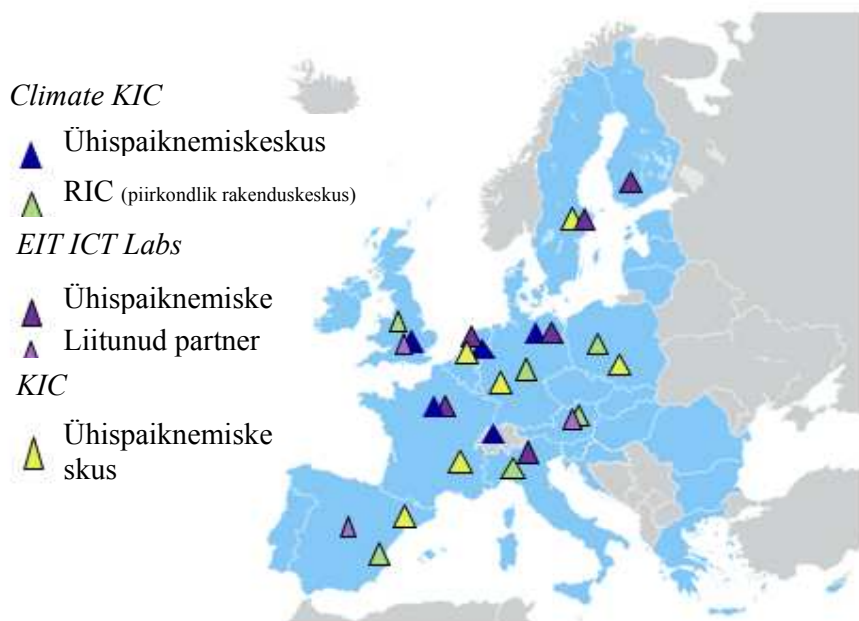 Climate KIC
Ühispaiknemiskeskus
RIC (piirkondlik rakenduskeskus)
EIT ICT Labs
Ühispaiknemiske
Liitunud partner
KIC
Ühispaiknemiske
skus